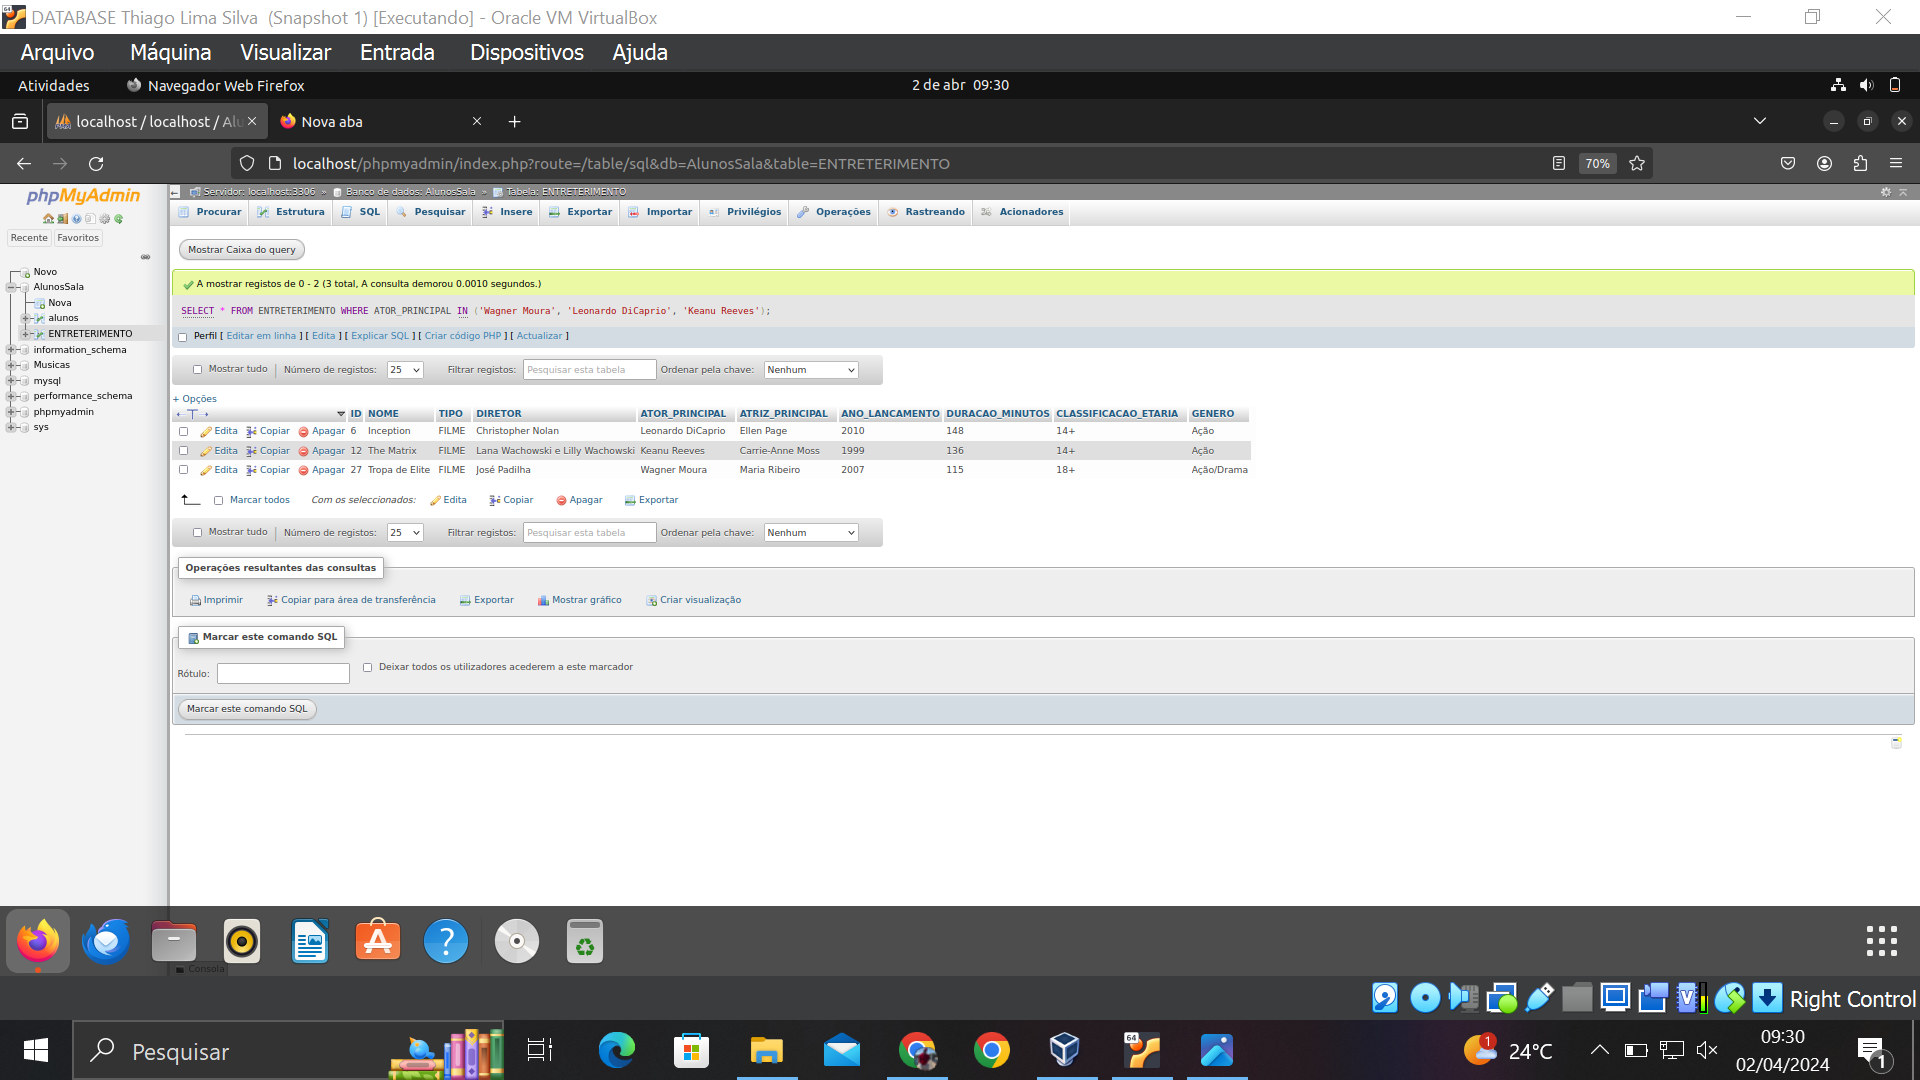 DATABASE Thiago Lima Silva (Snapshot 1) [Executando] - Oracle VM VirtualBox
Arquivo Máquina Visualizar Entrada Dispositivos Ajuda
Atividades Navegador Web Firefox 2 de abr 09:30
localhost / localhost / Alu Nova aba
localhost/phpmyadmin/index.php?route=/table/sql&db=AlunosSala&table=ENTRETERIMENTO 70%
phpMyAdmin
Recente Favoritos
Novo
AlunosSala
Nova
alunos
ENTRETERIMENTO
information_schema
Musicas
mysql
performance_schema
phpmyadmin
sys
Servidor: localhost:3306 » Banco de dados: AlunosSala » Tabela: ENTRETERIMENTO
Procurar Estrutura SQL Pesquisar Insere Exportar Importar Privilégios Operações Rastreando Acionadores
Mostrar Caixa do query
A mostrar registos de 0 - 2 (3 total, A consulta demorou 0.0010 segundos.)
SELECT * FROM ENTRETERIMENTO WHERE ATOR_PRINCIPAL IN ('Wagner Moura', 'Leonardo DiCaprio', 'Keanu Reeves');
Perfil [ Editar em linha ] [ Edita ] [ Explicar SQL ] [ Criar código PHP ] [ Actualizar ]
Mostrar tudo Número de registos: 25 Filtrar registos: Pesquisar esta tabela Ordenar pela chave: Nenhum
+ Opções
ID NOME TIPO DIRETOR ATOR_PRINCIPAL ATRIZ_PRINCIPAL ANO_LANCAMENTO DURACAO_MINUTOS CLASSIFICACAO_ETARIA GENERO
Edita Copiar Apagar 6 Inception FILME Christopher Nolan Leonardo DiCaprio Ellen Page 2010 148 14+ Ação
Edita Copiar Apagar 12 The Matrix FILME Lana Wachowski e Lilly Wachowski Keanu Reeves Carrie-Anne Moss 1999 136 14+ Ação
Edita Copiar Apagar 27 Tropa de Elite FILME José Padilha Wagner Moura Maria Ribeiro 2007 115 18+ Ação/Drama
Marcar todos Com os seleccionados: Edita Copiar Apagar Exportar
Mostrar tudo Número de registos: 25 Filtrar registos: Pesquisar esta tabela Ordenar pela chave: Nenhum
Operações resultantes das consultas
Imprimir Copiar para área de transferência Exportar Mostrar gráfico Criar visualização
Marcar este comando SQL
Rótulo: Deixar todos os utilizadores acederem a este marcador
Marcar este comando SQL
Consola
Right Control
Pesquisar 64 1 24°C 09:30
02/04/2024 1